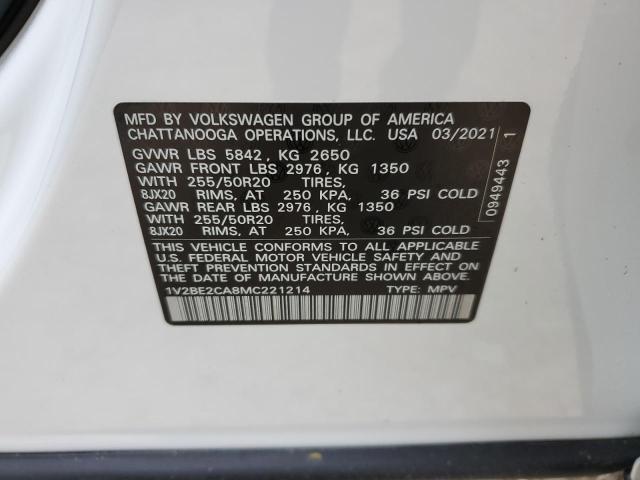 MFD BY VOLKSWAGEN GROUP OF AMERICA
CHATTANOOGA OPERATIONS, LLC. USA 03/2021
GVWR LBS 5842, KG 2650
GAWR FRONT LBS 2976, KG 1350
WITH 255/50R20 TIRES,
8JX20 RIMS, AT 250 KPA, 36 PSI COLD
GAWR REAR LBS 2976, KG 1350
WITH 255/50R20 TIRES,
8JX20 RIMS, AT 250 KPA, 36 PSI COLD
THIS VEHICLE CONFORMS TO ALL APPLICABLE
U.S. FEDERAL MOTOR VEHICLE SAFETY AND
THEFT PREVENTION STANDARDS IN EFFECT ON
THE DATE OF MANUFACTURE SHOWN ABOVE.
1V2BE2CA8MC221214 TYPE: MPV
0949443 1